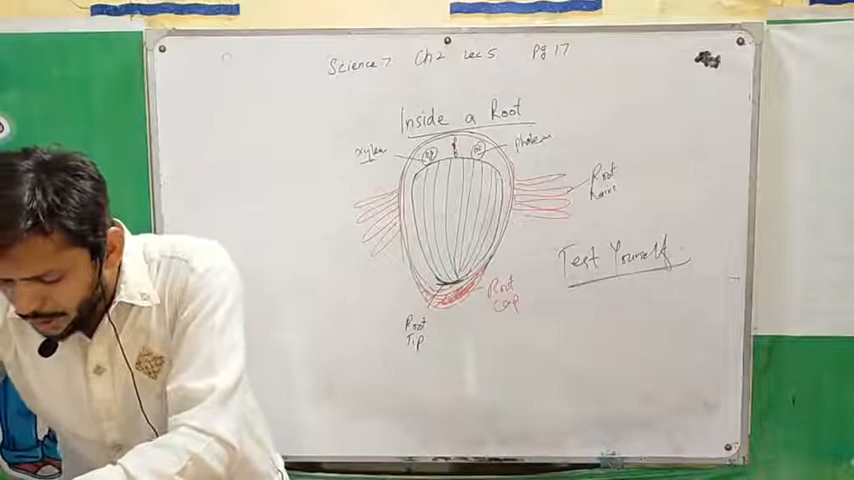 Science 7 Ch 2 Lec 5 Pg 17
Inside a Root
xylem
phloem
Root
Hairs
Test Yourself
Root
Cap
Root
Tip